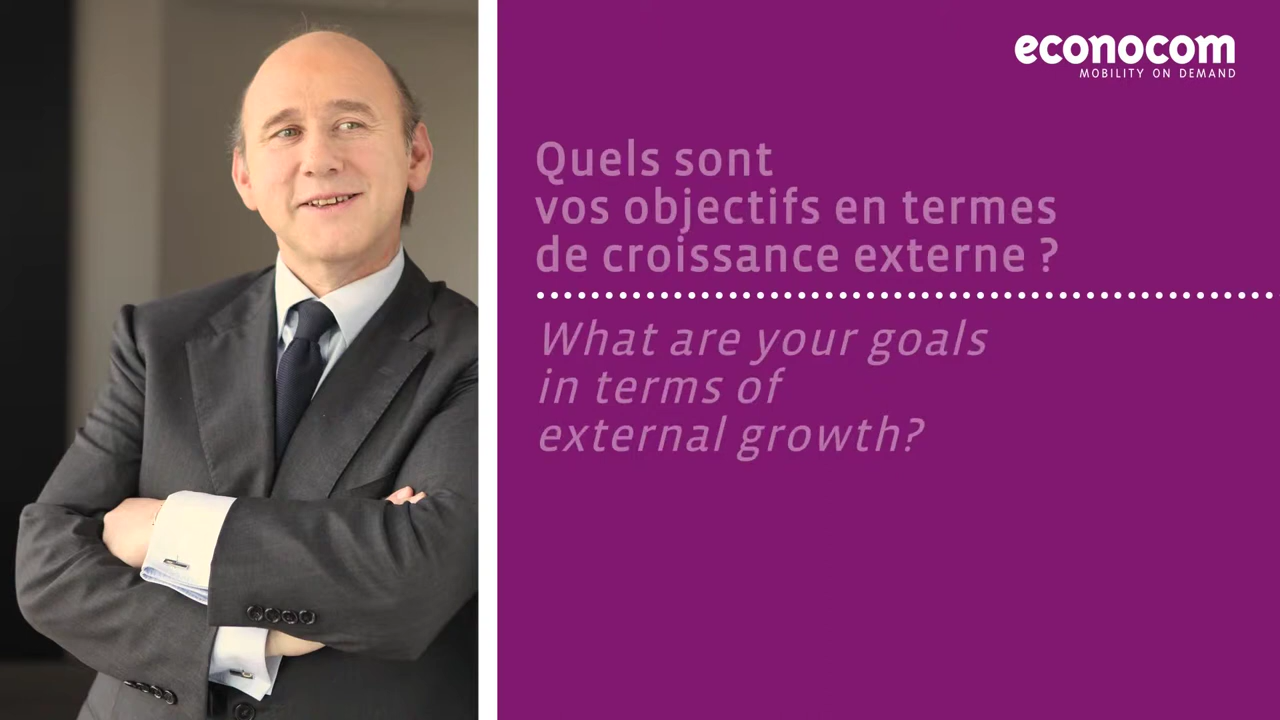 econocom
MOBILITY ON DEMAND
Quels sont
vos objectifs en termes
de croissance externe ?
What are your goals
in terms of
external growth?